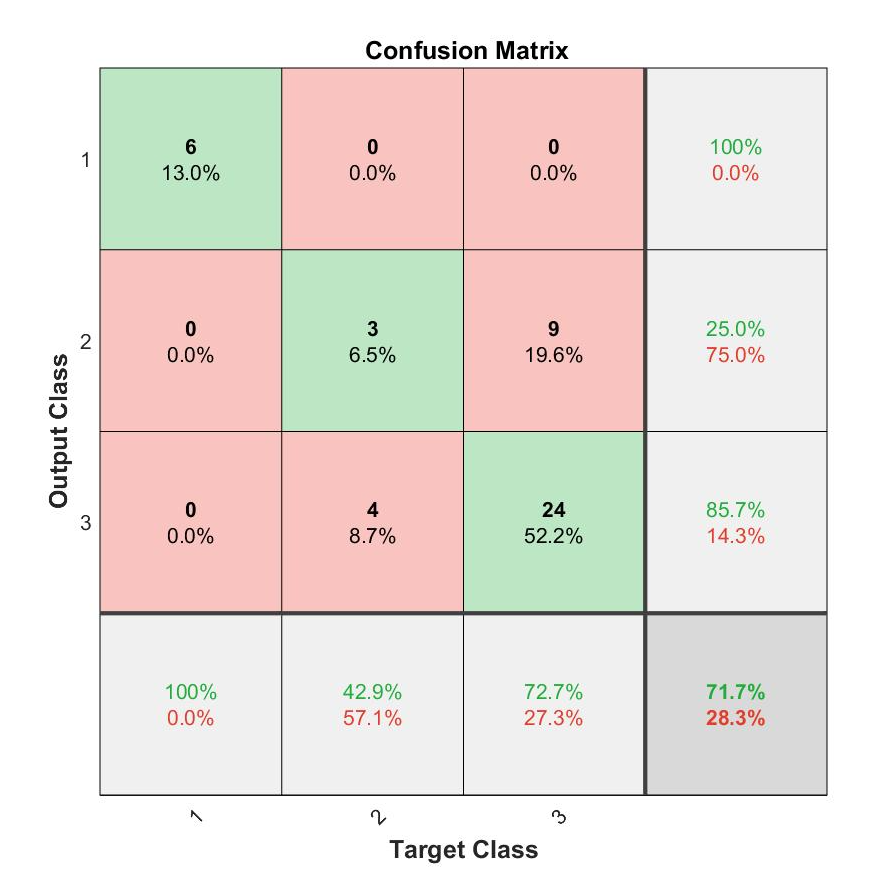 Confusion Matrix
6 0 0 100%
1
13.0% 0.0% 0.0% 0.0%
0 3 9 25.0%
2
0.0% 6.5% 19.6% 75.0%
0 4 24 85.7%
3
0.0% 8.7% 52.2% 14.3%
100% 42.9% 72.7% 71.7%
0.0% 57.1% 27.3% 28.3%
1 2 3
Target Class
Output Class